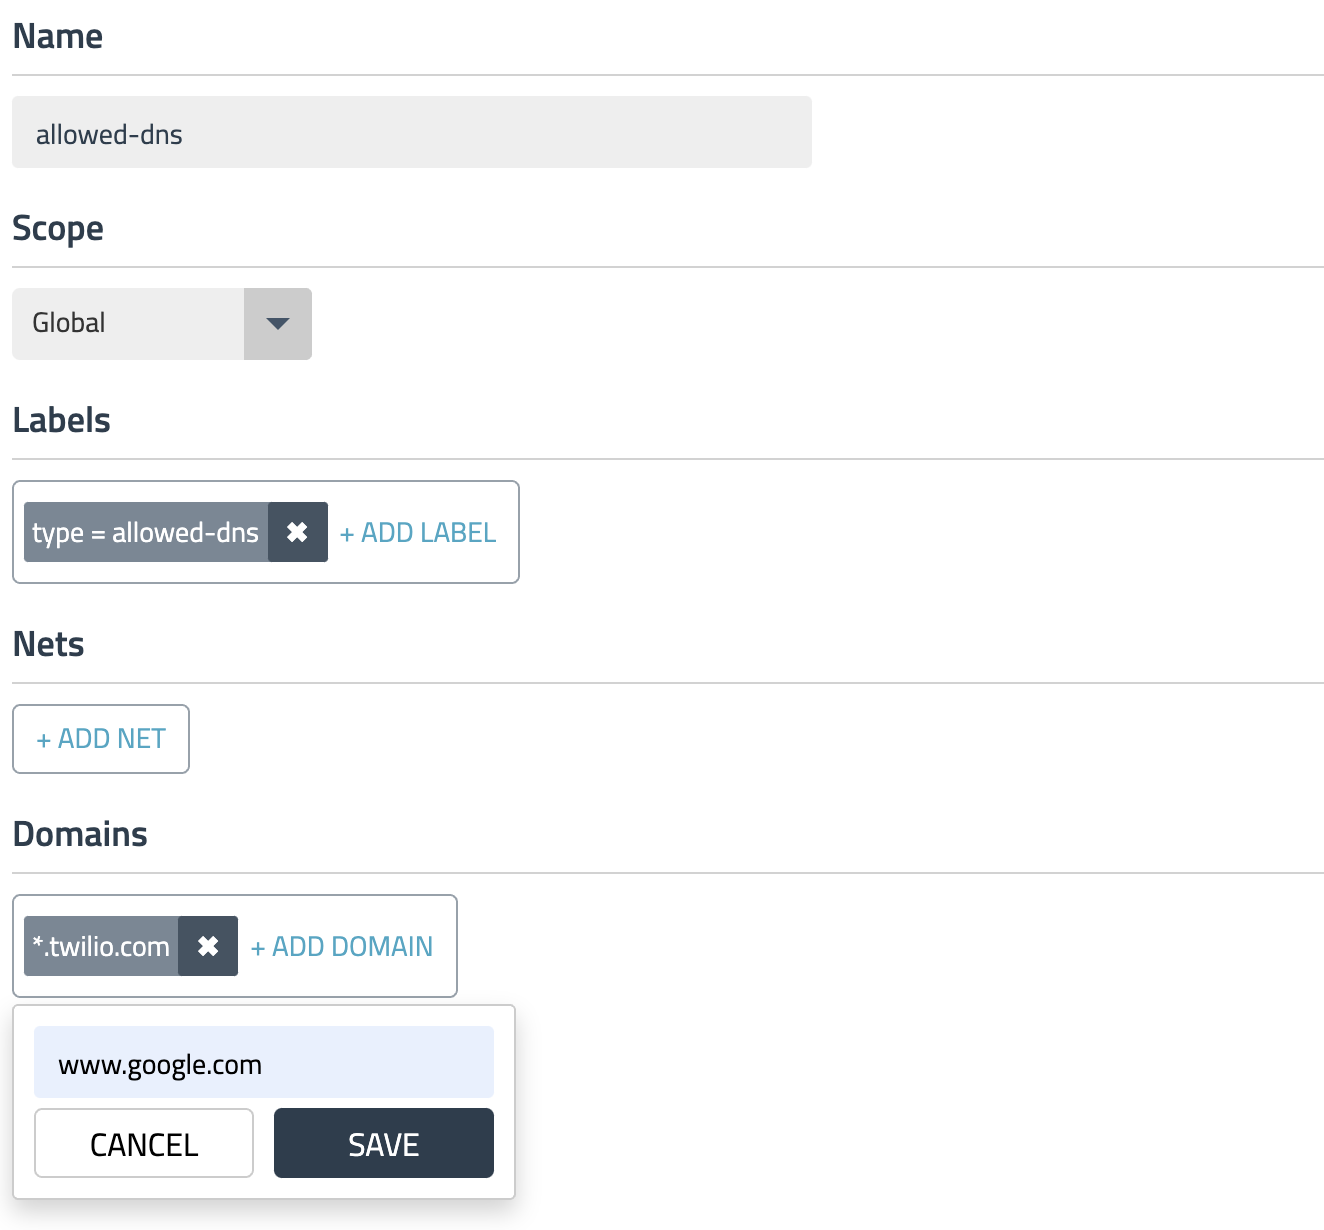 Name
allowed-dns
Scope
Global
Labels
type = allowed-dns ✖ + ADD LABEL
Nets
+ ADD NET
Domains
*.twilio.com ✖ + ADD DOMAIN
www.google.com
CANCEL SAVE